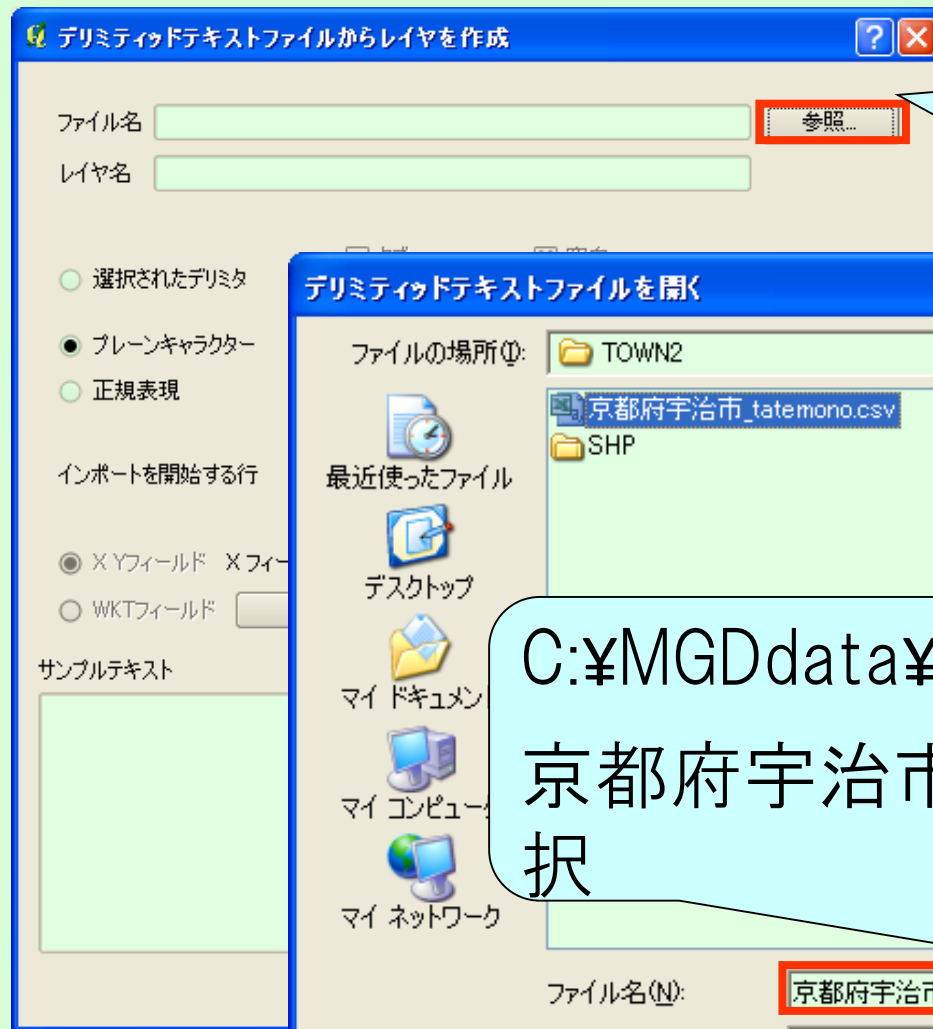 デリミティッドテキストファイルからレイヤを作成
ファイル名
参照...
レイヤ名
選択されたデリミタ
プレーンキャラクター
正規表現
インポートを開始する行
X Yフィールド X フィー
WKTフィールド
サンプルテキスト
デリミティッドテキストファイルを開く
ファイルの場所(I):
TOWN2
京都府宇治市_tatemono.csv
SHP
最近使ったファイル
デスクトップ
マイ ドキュメン
マイ コンピュー
マイ ネットワーク
C:¥MGDdata¥
京都府宇治市
択
ファイル名(N):
京都府宇治市